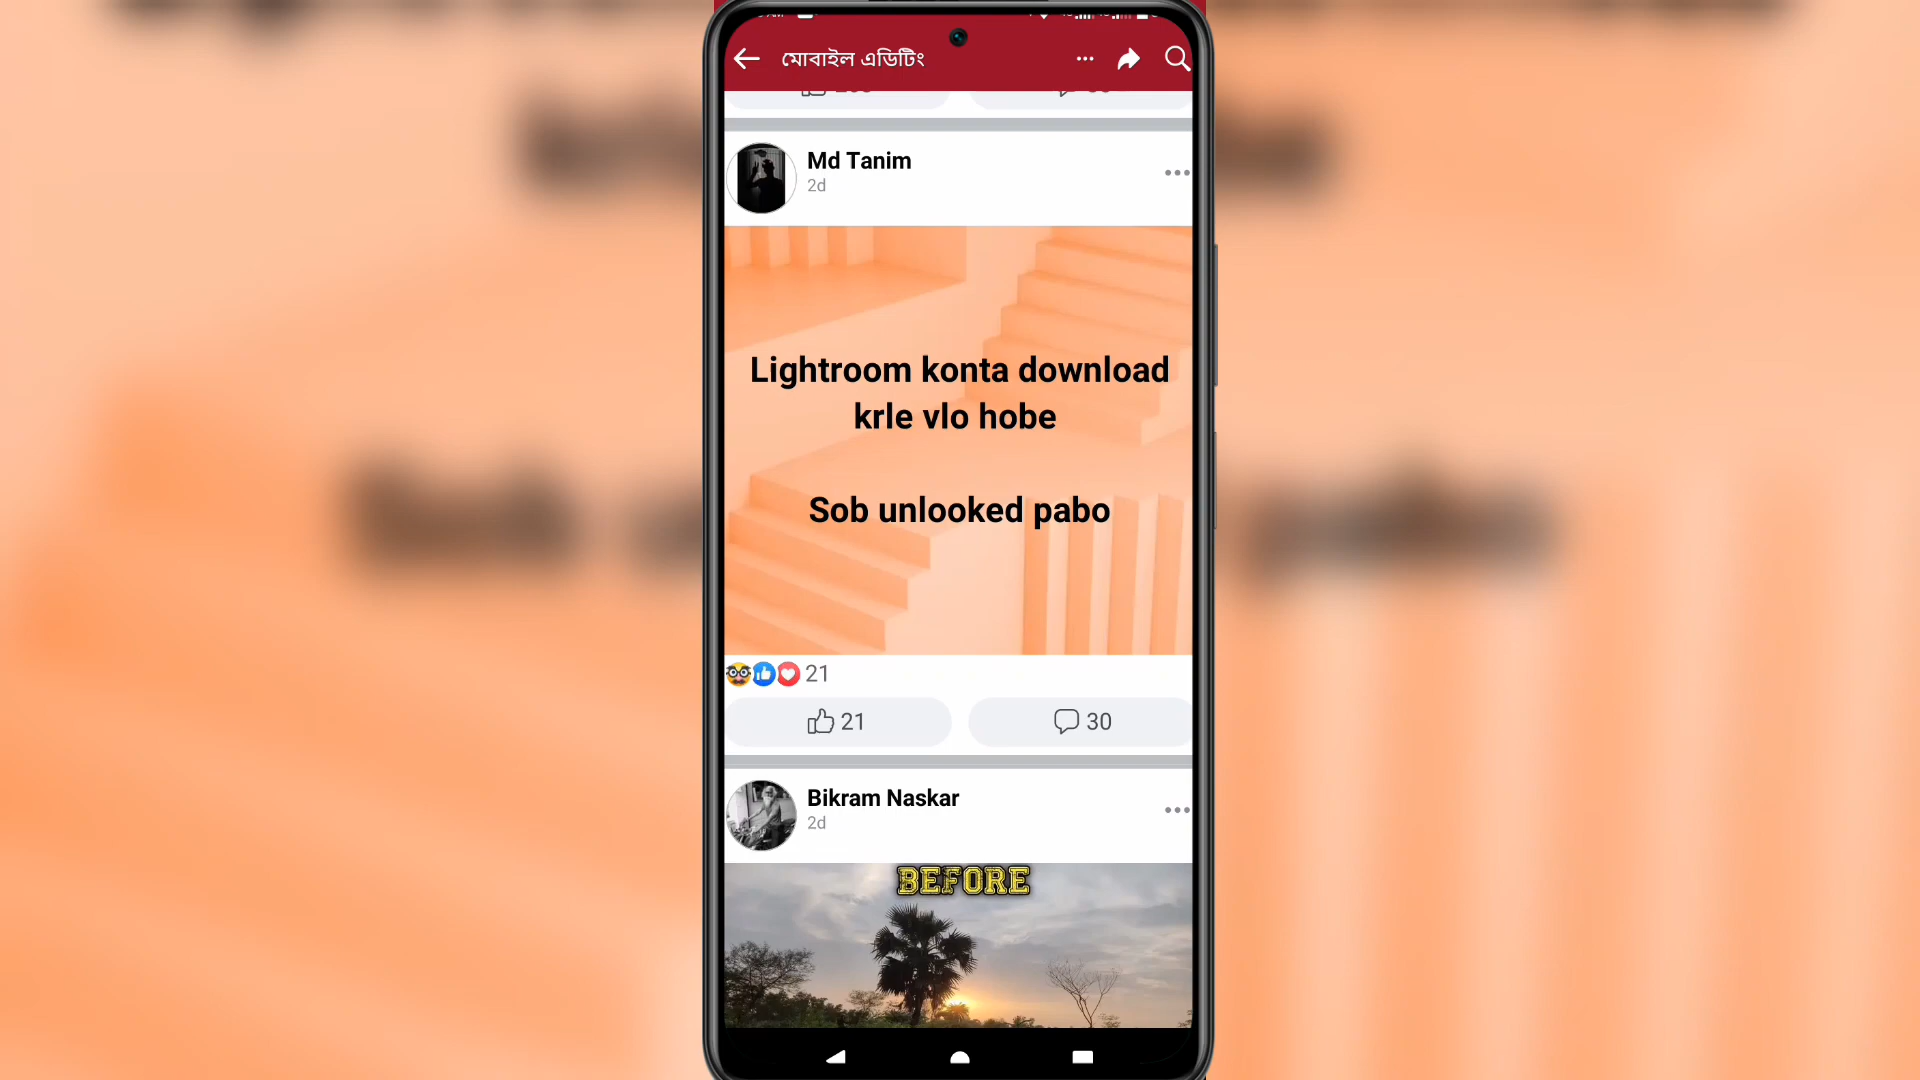 মোবাইল এডিটিং
Md Tanim
2d
Lightroom konta download
krle vlo hobe
Sob unlooked pabo
21
21
30
Bikram Naskar
2d
BEFORE